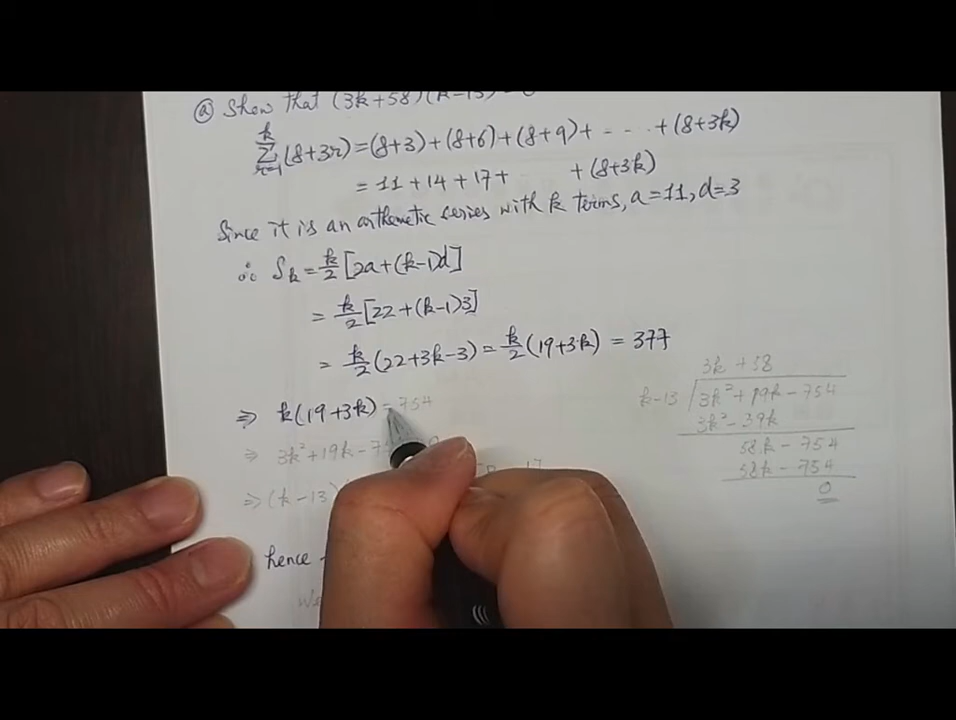 ⓐ Show that (3k+58)(k-13) = 0
k
Σ (8+3r) = (8+3) + (8+6) + (8+9) + - - .. + (8+3k)
r=1
= 11 + 14 + 17 + + (8+3k)
Since it is an arithmetic series with k terms, a = 11, d = 3
∴ Sk = k/2 [2a + (k-1)d]
= k/2 [22 + (k-1)3]
= k/2 (22+3k-3) = k/2 (19+3k) = 377
⇒ k(19+3k) = 754
⇒ 3k² + 19k - 75
⇒ (k-13)
hence
3k + 58
k-13 / 3k² + 19k - 754
3k² - 39k
58k - 754
58k - 754
0